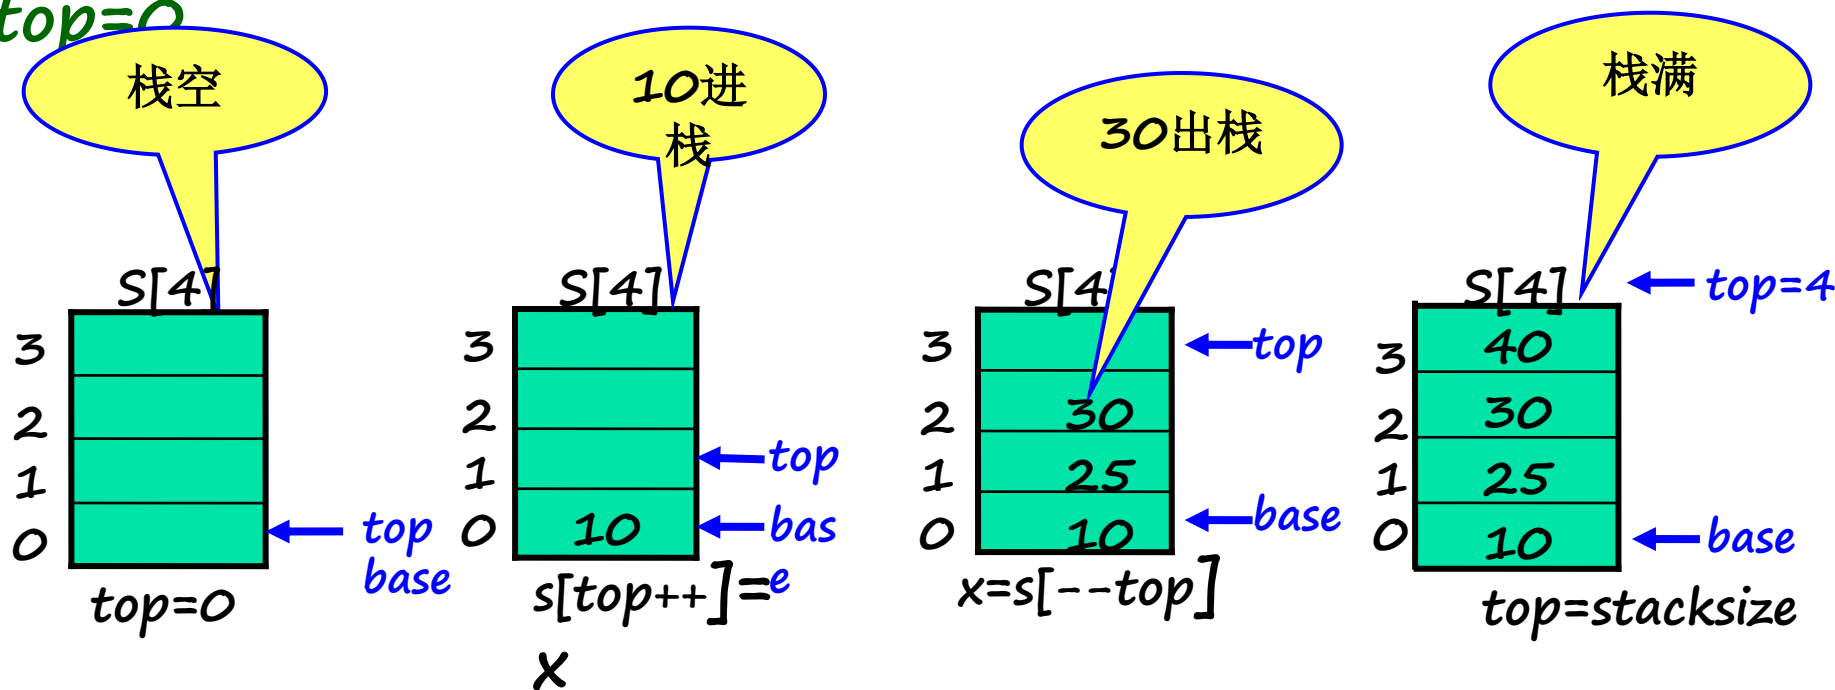 top=0
栈空
S[4]
3
2
1
0
top
base
top=0
10进
栈
S[4]
3
2
1
0
10
top
bas
e
s[top++]=
x
30出栈
S[4]
3
2
1
0
30
25
10
top
base
x=s[--top]
栈满
S[4]
3
2
1
0
40
30
25
10
top=4
base
top=stacksize